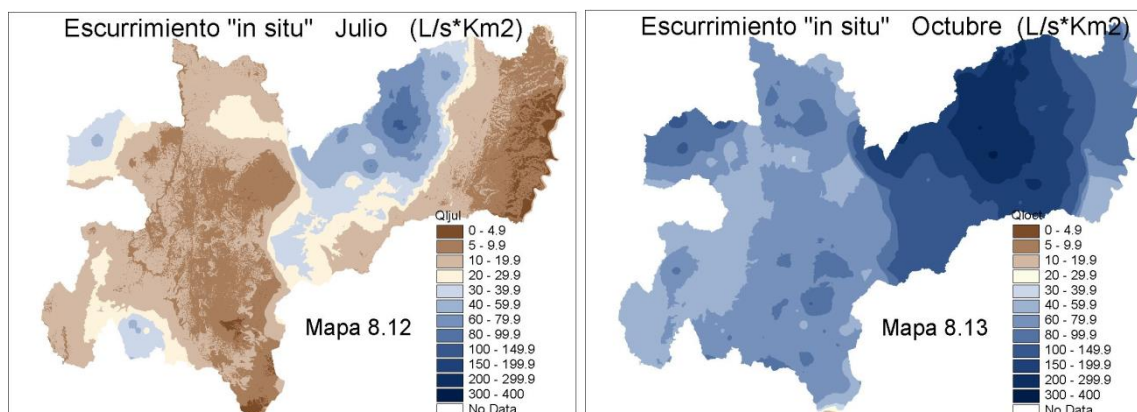 Escurrimiento "in situ" Julio (L/s*Km2)
Qljul
0 - 4.9
5 - 9.9
10 - 19.9
20 - 29.9
30 - 39.9
40 - 59.9
60 - 79.9
80 - 99.9
100 - 149.9
150 - 199.9
200 - 299.9
300 - 400
No Data
Mapa 8.12
Escurrimiento "in situ" Octubre (L/s*Km2)
Qloct
0 - 4.9
5 - 9.9
10 - 19.9
20 - 29.9
30 - 39.9
40 - 59.9
60 - 79.9
80 - 99.9
100 - 149.9
150 - 199.9
200 - 299.9
300 - 400
No Data
Mapa 8.13